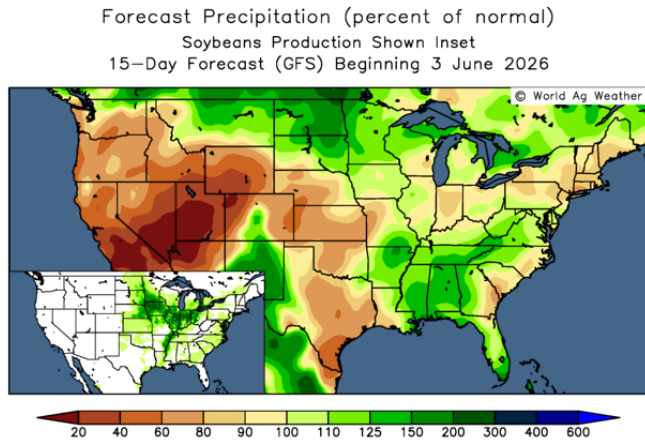 Forecast Precipitation (percent of normal)
Soybeans Production Shown Inset
15-Day Forecast (GFS) Beginning 3 June 2026
© World Ag Weather
20 40 60 80 90 100 110 125 150 200 300 400 600